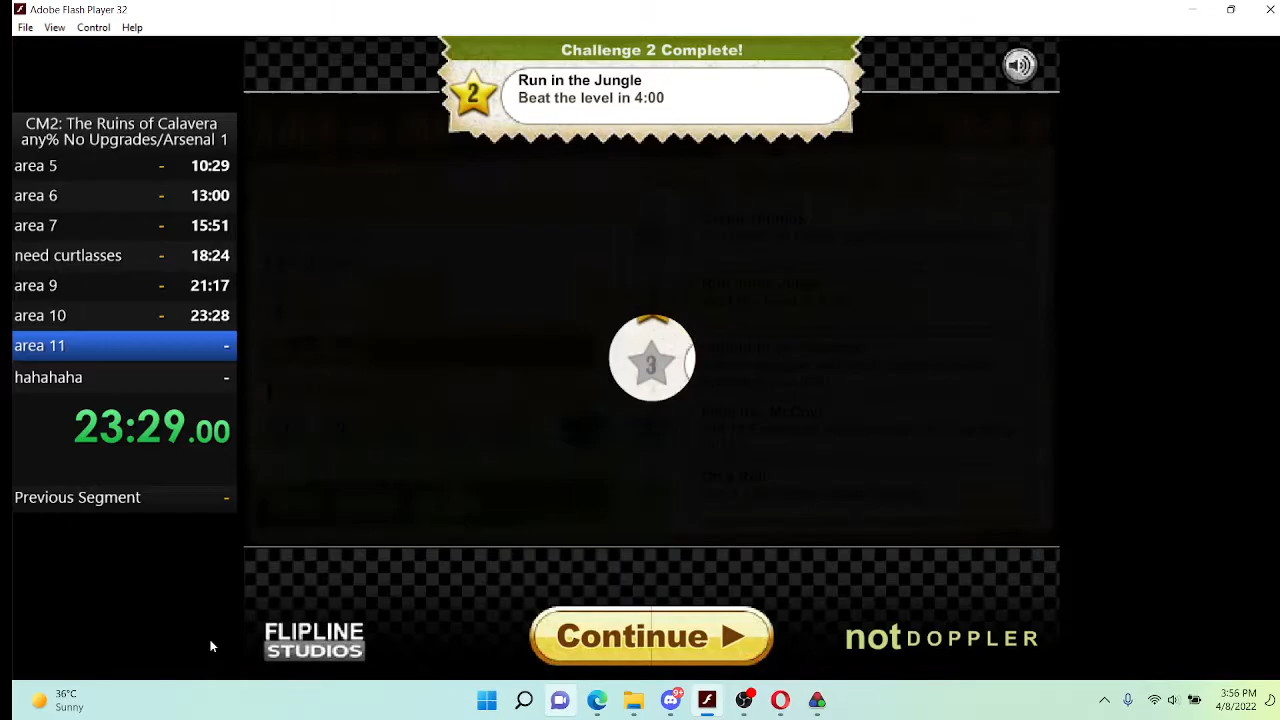 Adobe Flash Player 32
File View Control Help
Challenge 2 Complete!
2
Run in the Jungle
Beat the level in 4:00
CM2: The Ruins of Calavera
any% No Upgrades/Arsenal 1
area 5 - 10:29
area 6 - 13:00
area 7 - 15:51
need curtlasses - 18:24
area 9 - 21:17
area 10 - 23:28
area 11 -
hahahaha -
23:29.00
Previous Segment -
3
FLIPLINE
STUDIOS
Continue
notDOPPLER
36°C
Sunny
9+
3:56 PM
4/8/2022